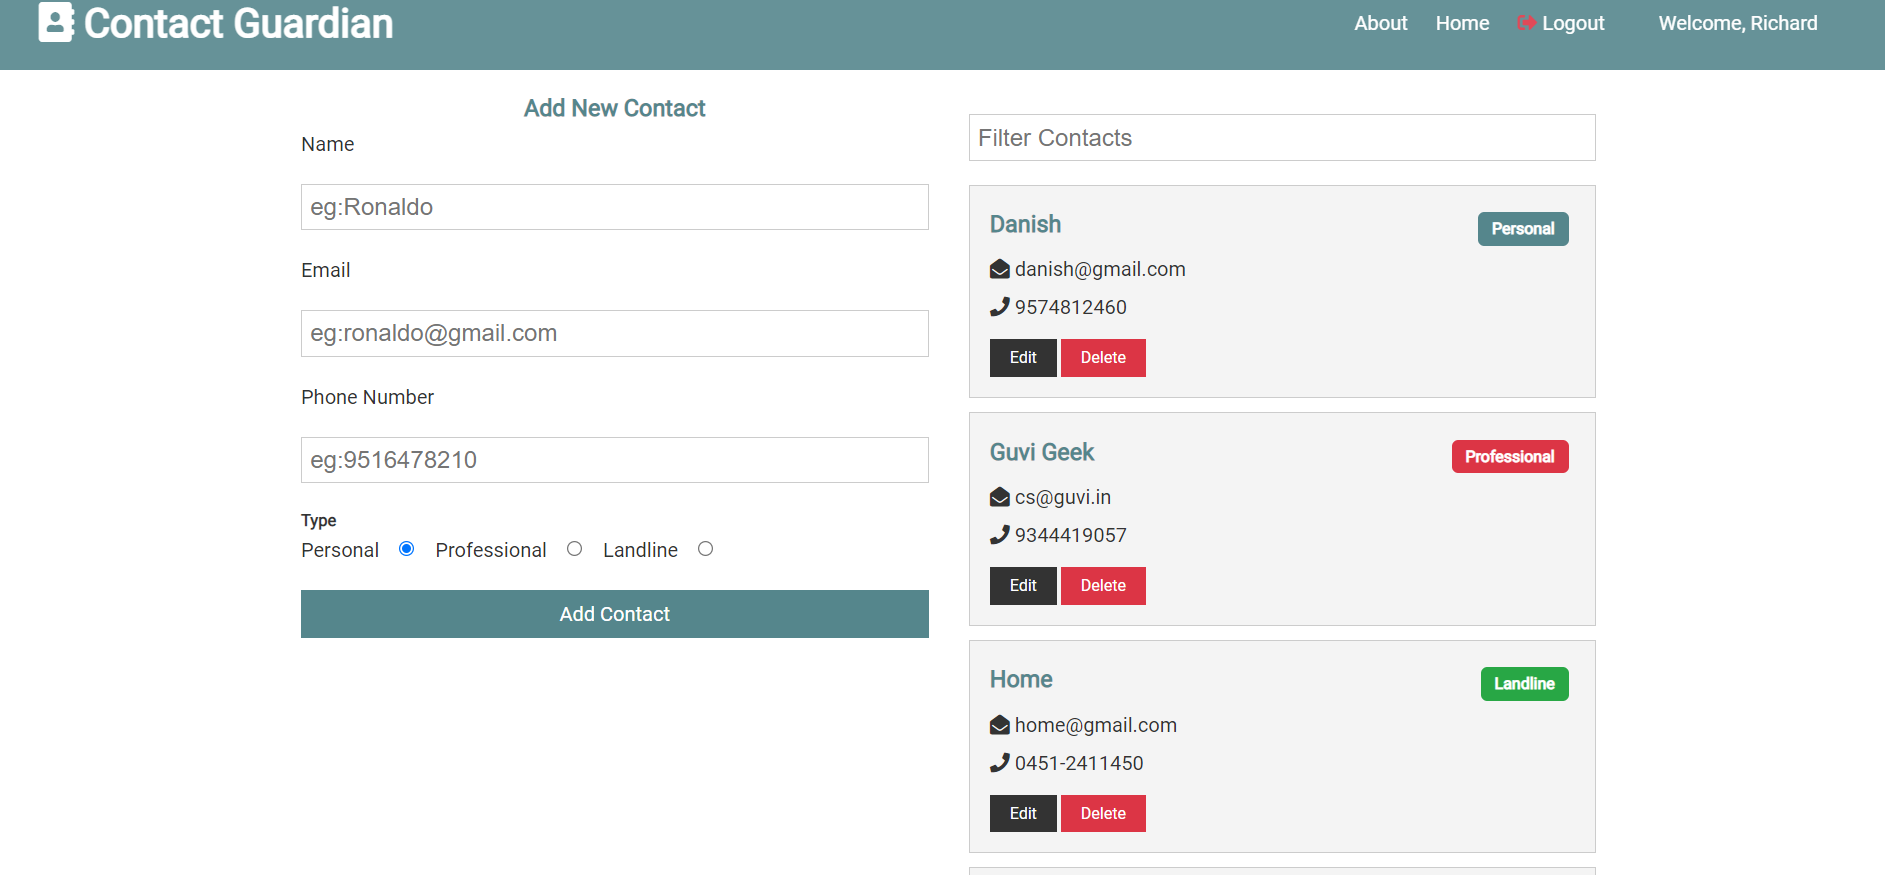 Contact Guardian
About Home Logout Welcome, Richard
Add New Contact
Name
eg:Ronaldo
Email
eg:ronaldo@gmail.com
Phone Number
eg:9516478210
Type
Personal Professional Landline
Add Contact
Filter Contacts
Danish Personal
danish@gmail.com
9574812460
Edit Delete
Guvi Geek Professional
cs@guvi.in
9344419057
Edit Delete
Home Landline
home@gmail.com
0451-2411450
Edit Delete